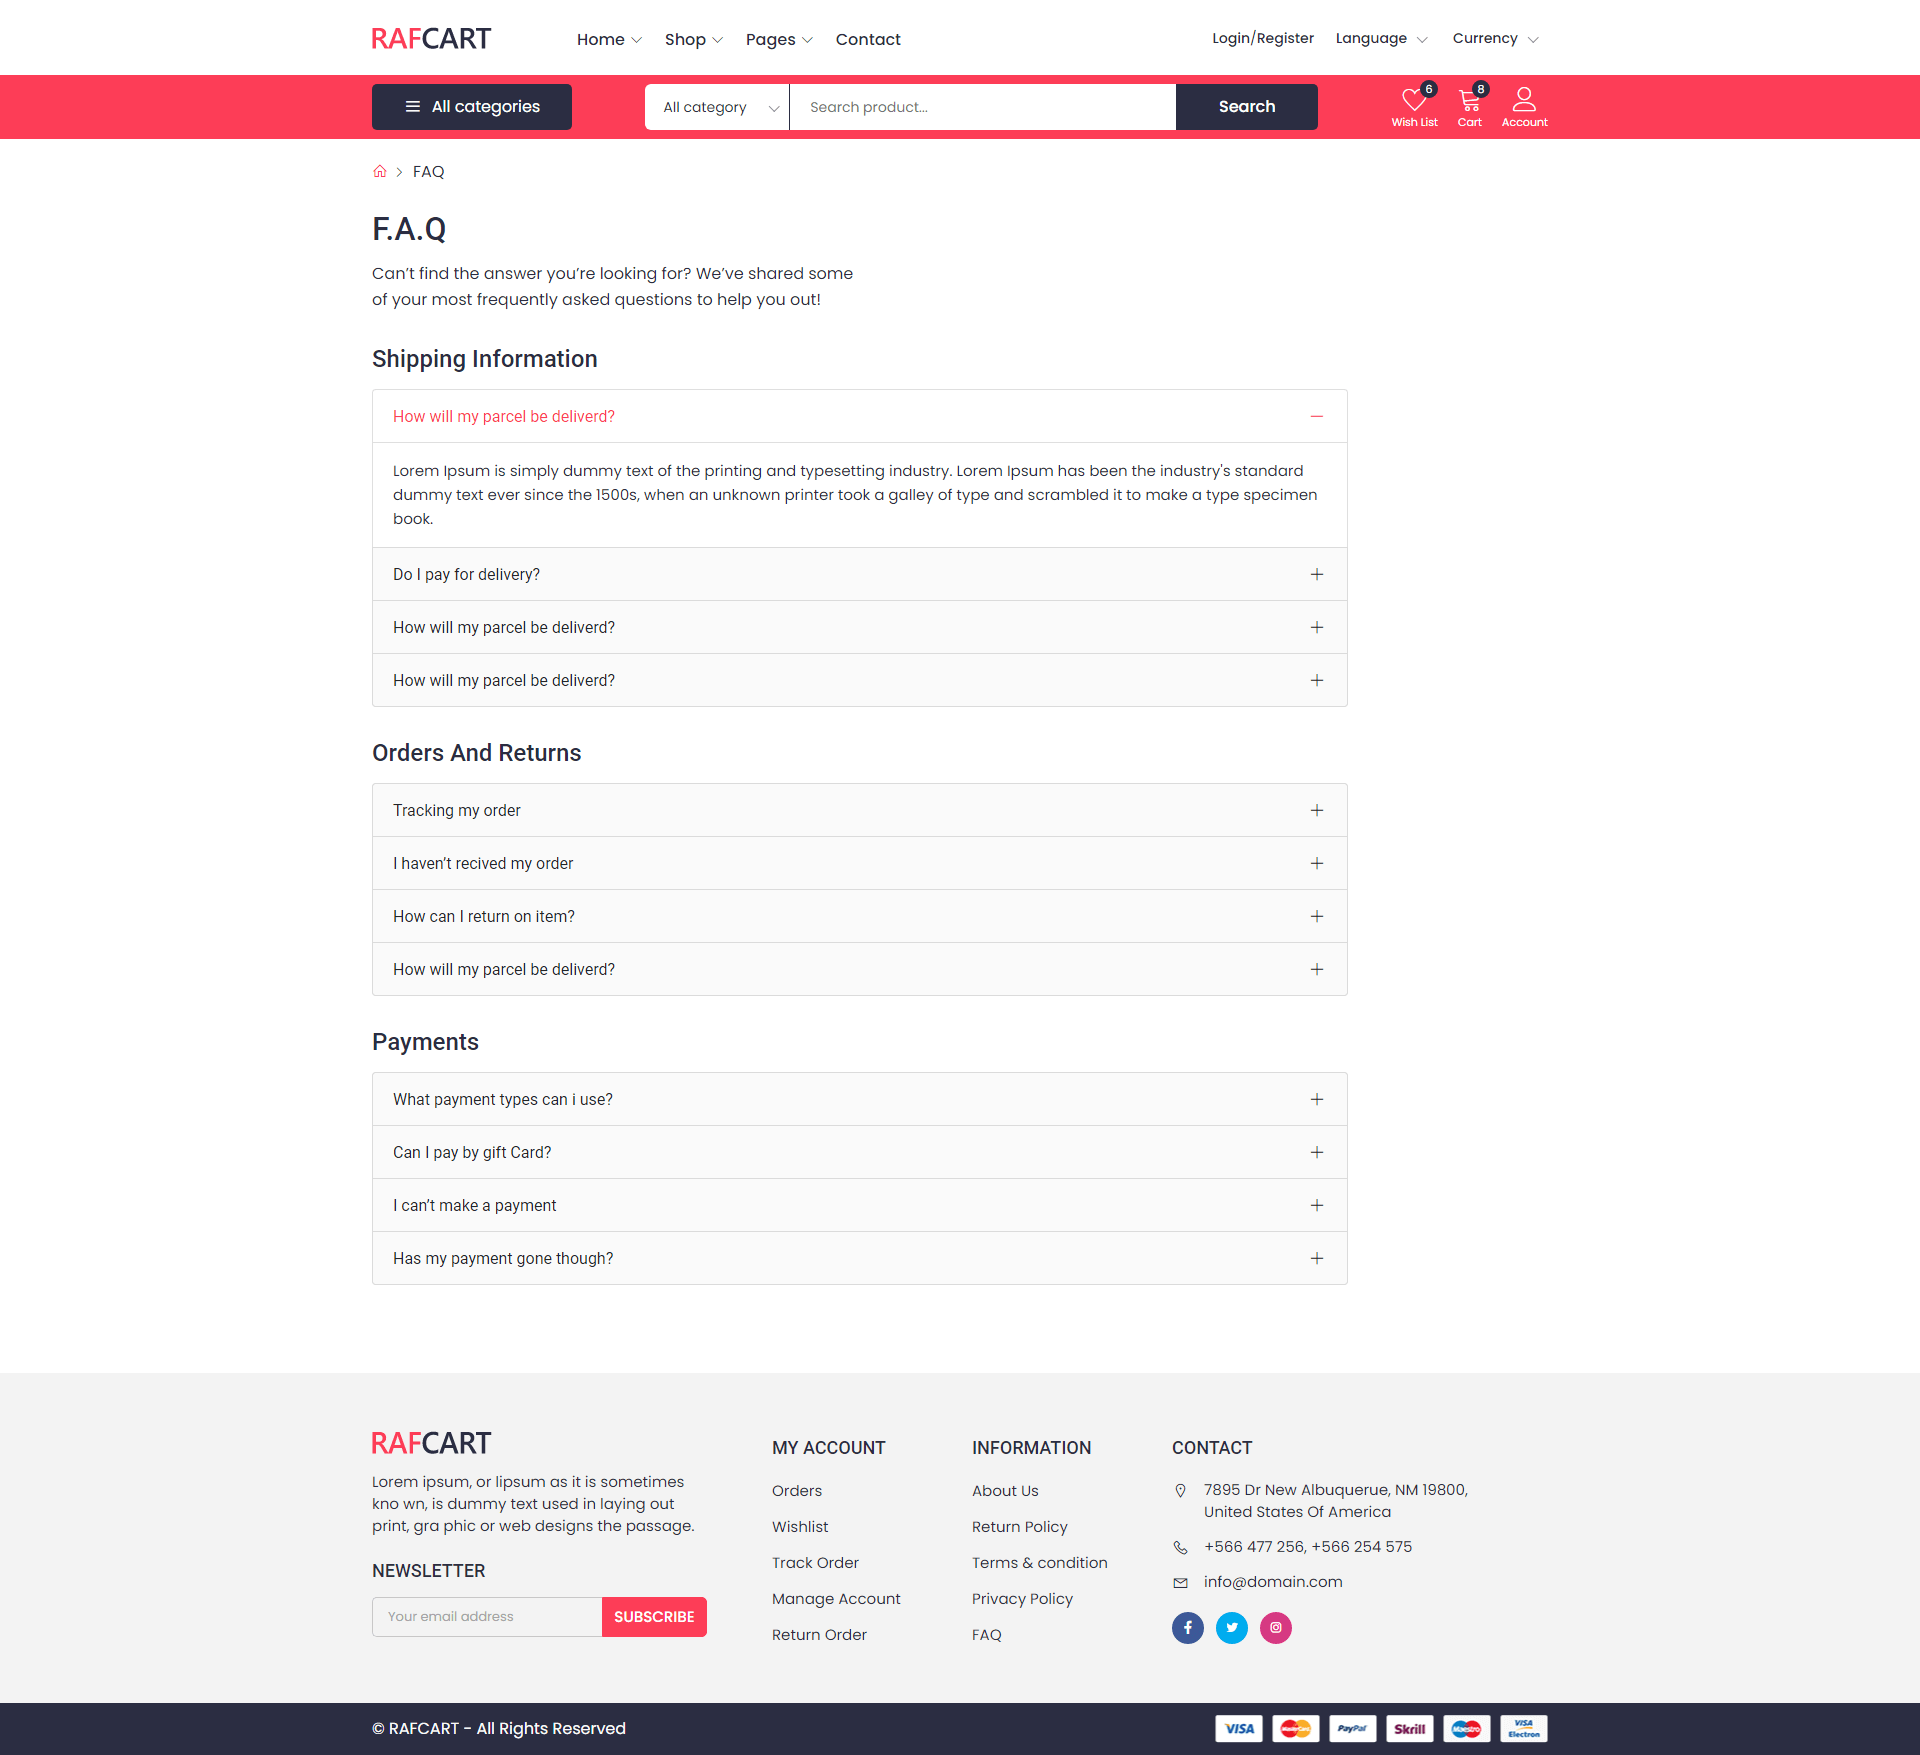 RAFCART
Home
Shop
Pages
Contact
Login/Register
Language
Currency
All categories
All category
Search product...
Search
6
Wish List
8
Cart
Account
FAQ
F.A.Q
Can’t find the answer you’re looking for? We’ve shared some
of your most frequently asked questions to help you out!
Shipping Information
How will my parcel be deliverd?
Lorem Ipsum is simply dummy text of the printing and typesetting industry. Lorem Ipsum has been the industry's standard
dummy text ever since the 1500s, when an unknown printer took a galley of type and scrambled it to make a type specimen
book.
Do I pay for delivery?
How will my parcel be deliverd?
How will my parcel be deliverd?
Orders And Returns
Tracking my order
I haven’t recived my order
How can I return on item?
How will my parcel be deliverd?
Payments
What payment types can i use?
Can I pay by gift Card?
I can’t make a payment
Has my payment gone though?
RAFCART
Lorem ipsum, or lipsum as it is sometimes
kno wn, is dummy text used in laying out
print, gra phic or web designs the passage.
NEWSLETTER
Your email address
SUBSCRIBE
MY ACCOUNT
Orders
Wishlist
Track Order
Manage Account
Return Order
INFORMATION
About Us
Return Policy
Terms & condition
Privacy Policy
FAQ
CONTACT
7895 Dr New Albuquerue, NM 19800,
United States Of America
+566 477 256, +566 254 575
info@domain.com
© RAFCART - All Rights Reserved
VISA
MasterCard
PayPal
Skrill
Maestro
VISA
Electron